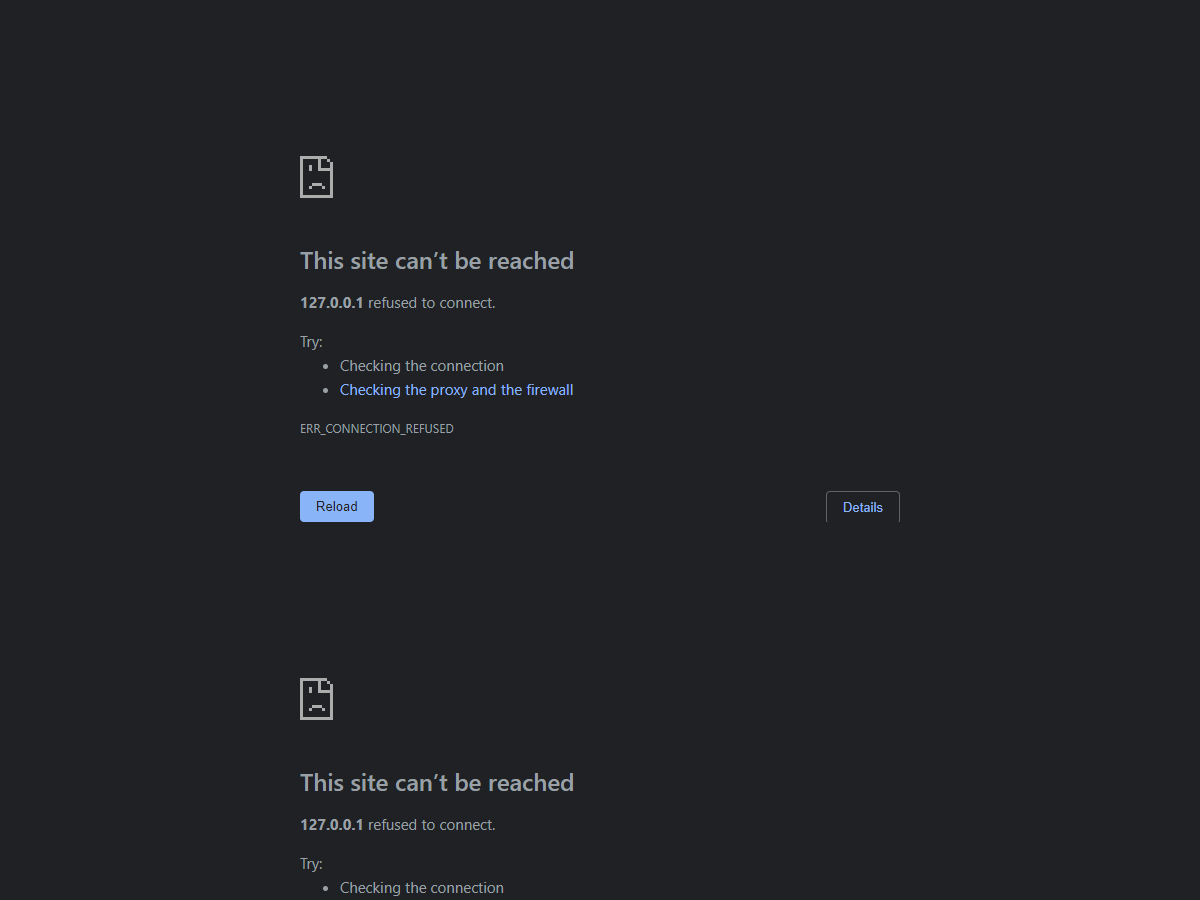 This site can’t be reached
127.0.0.1 refused to connect.
Try:
• Checking the connection
• Checking the proxy and the firewall
ERR_CONNECTION_REFUSED
Reload
Details
This site can’t be reached
127.0.0.1 refused to connect.
Try:
• Checking the connection